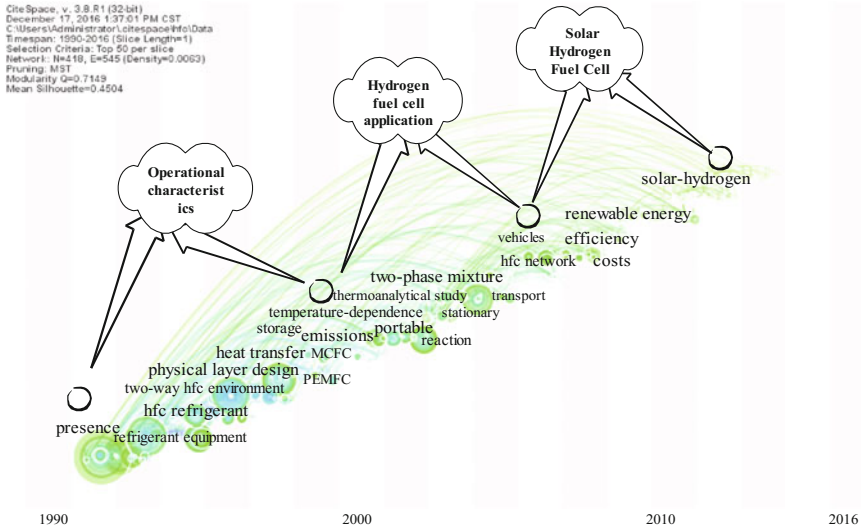 CiteSpace, v. 3.8.R1 (32-bit)
December 17, 2016 1:37:01 PM CST
C:\Users\Administrator\.citespace\hfo\Data
Timespan: 1990-2016 (Slice Length=1)
Selection Criteria: Top 50 per slice
Network: N=418, E=545 (Density=0.0063)
Pruning: MST
Modularity Q=0.7149
Mean Silhouette=0.4504
Solar
Hydrogen
Fuel Cell
Hydrogen
fuel cell
application
Operational
characterist
ics
solar-hydrogen
renewable energy
vehicles
efficiency
hfc network
costs
two-phase mixture
thermoanalytical study
transport
temperature-dependence
stationary
storage
portable
emissions
reaction
heat transfer
MCFC
physical layer design
PEMFC
two-way hfc environment
hfc refrigerant
presence
refrigerant equipment
1990
2000
2010
2016